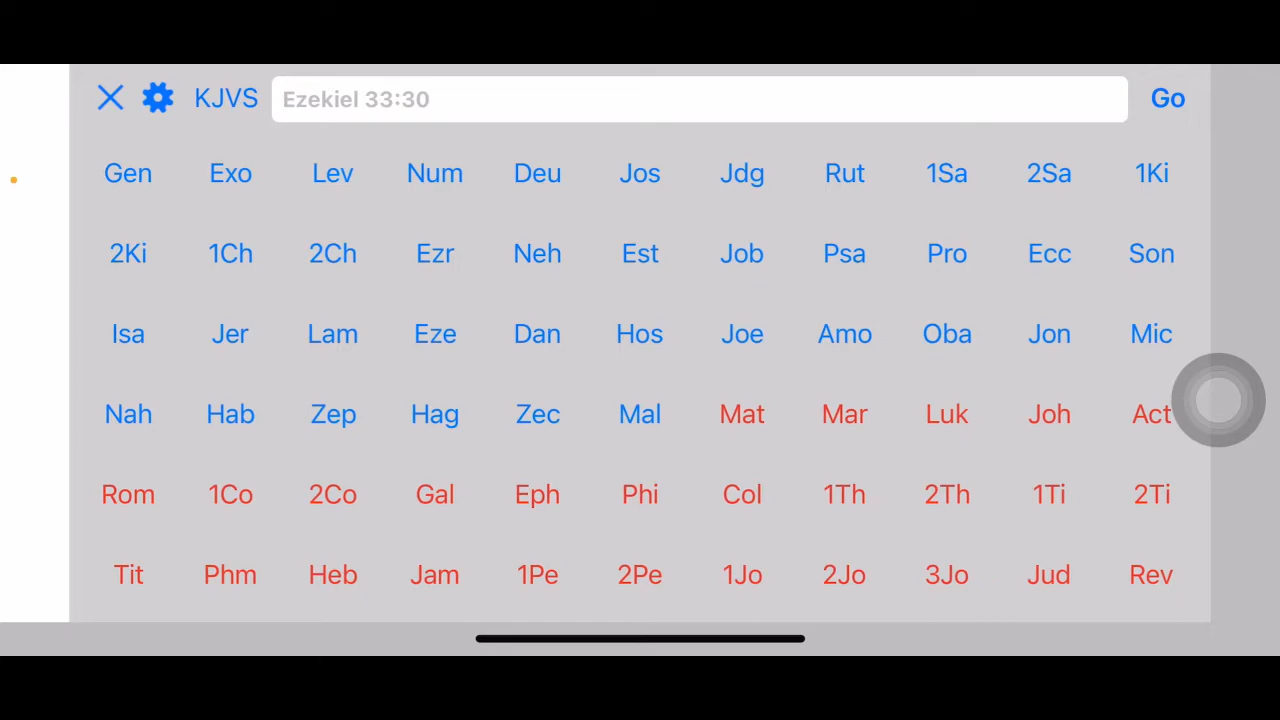 KJVS Ezekiel 33:30 Go
Gen Exo Lev Num Deu Jos Jdg Rut 1Sa 2Sa 1Ki
2Ki 1Ch 2Ch Ezr Neh Est Job Psa Pro Ecc Son
Isa Jer Lam Eze Dan Hos Joe Amo Oba Jon Mic
Nah Hab Zep Hag Zec Mal Mat Mar Luk Joh Act
Rom 1Co 2Co Gal Eph Phi Col 1Th 2Th 1Ti 2Ti
Tit Phm Heb Jam 1Pe 2Pe 1Jo 2Jo 3Jo Jud Rev